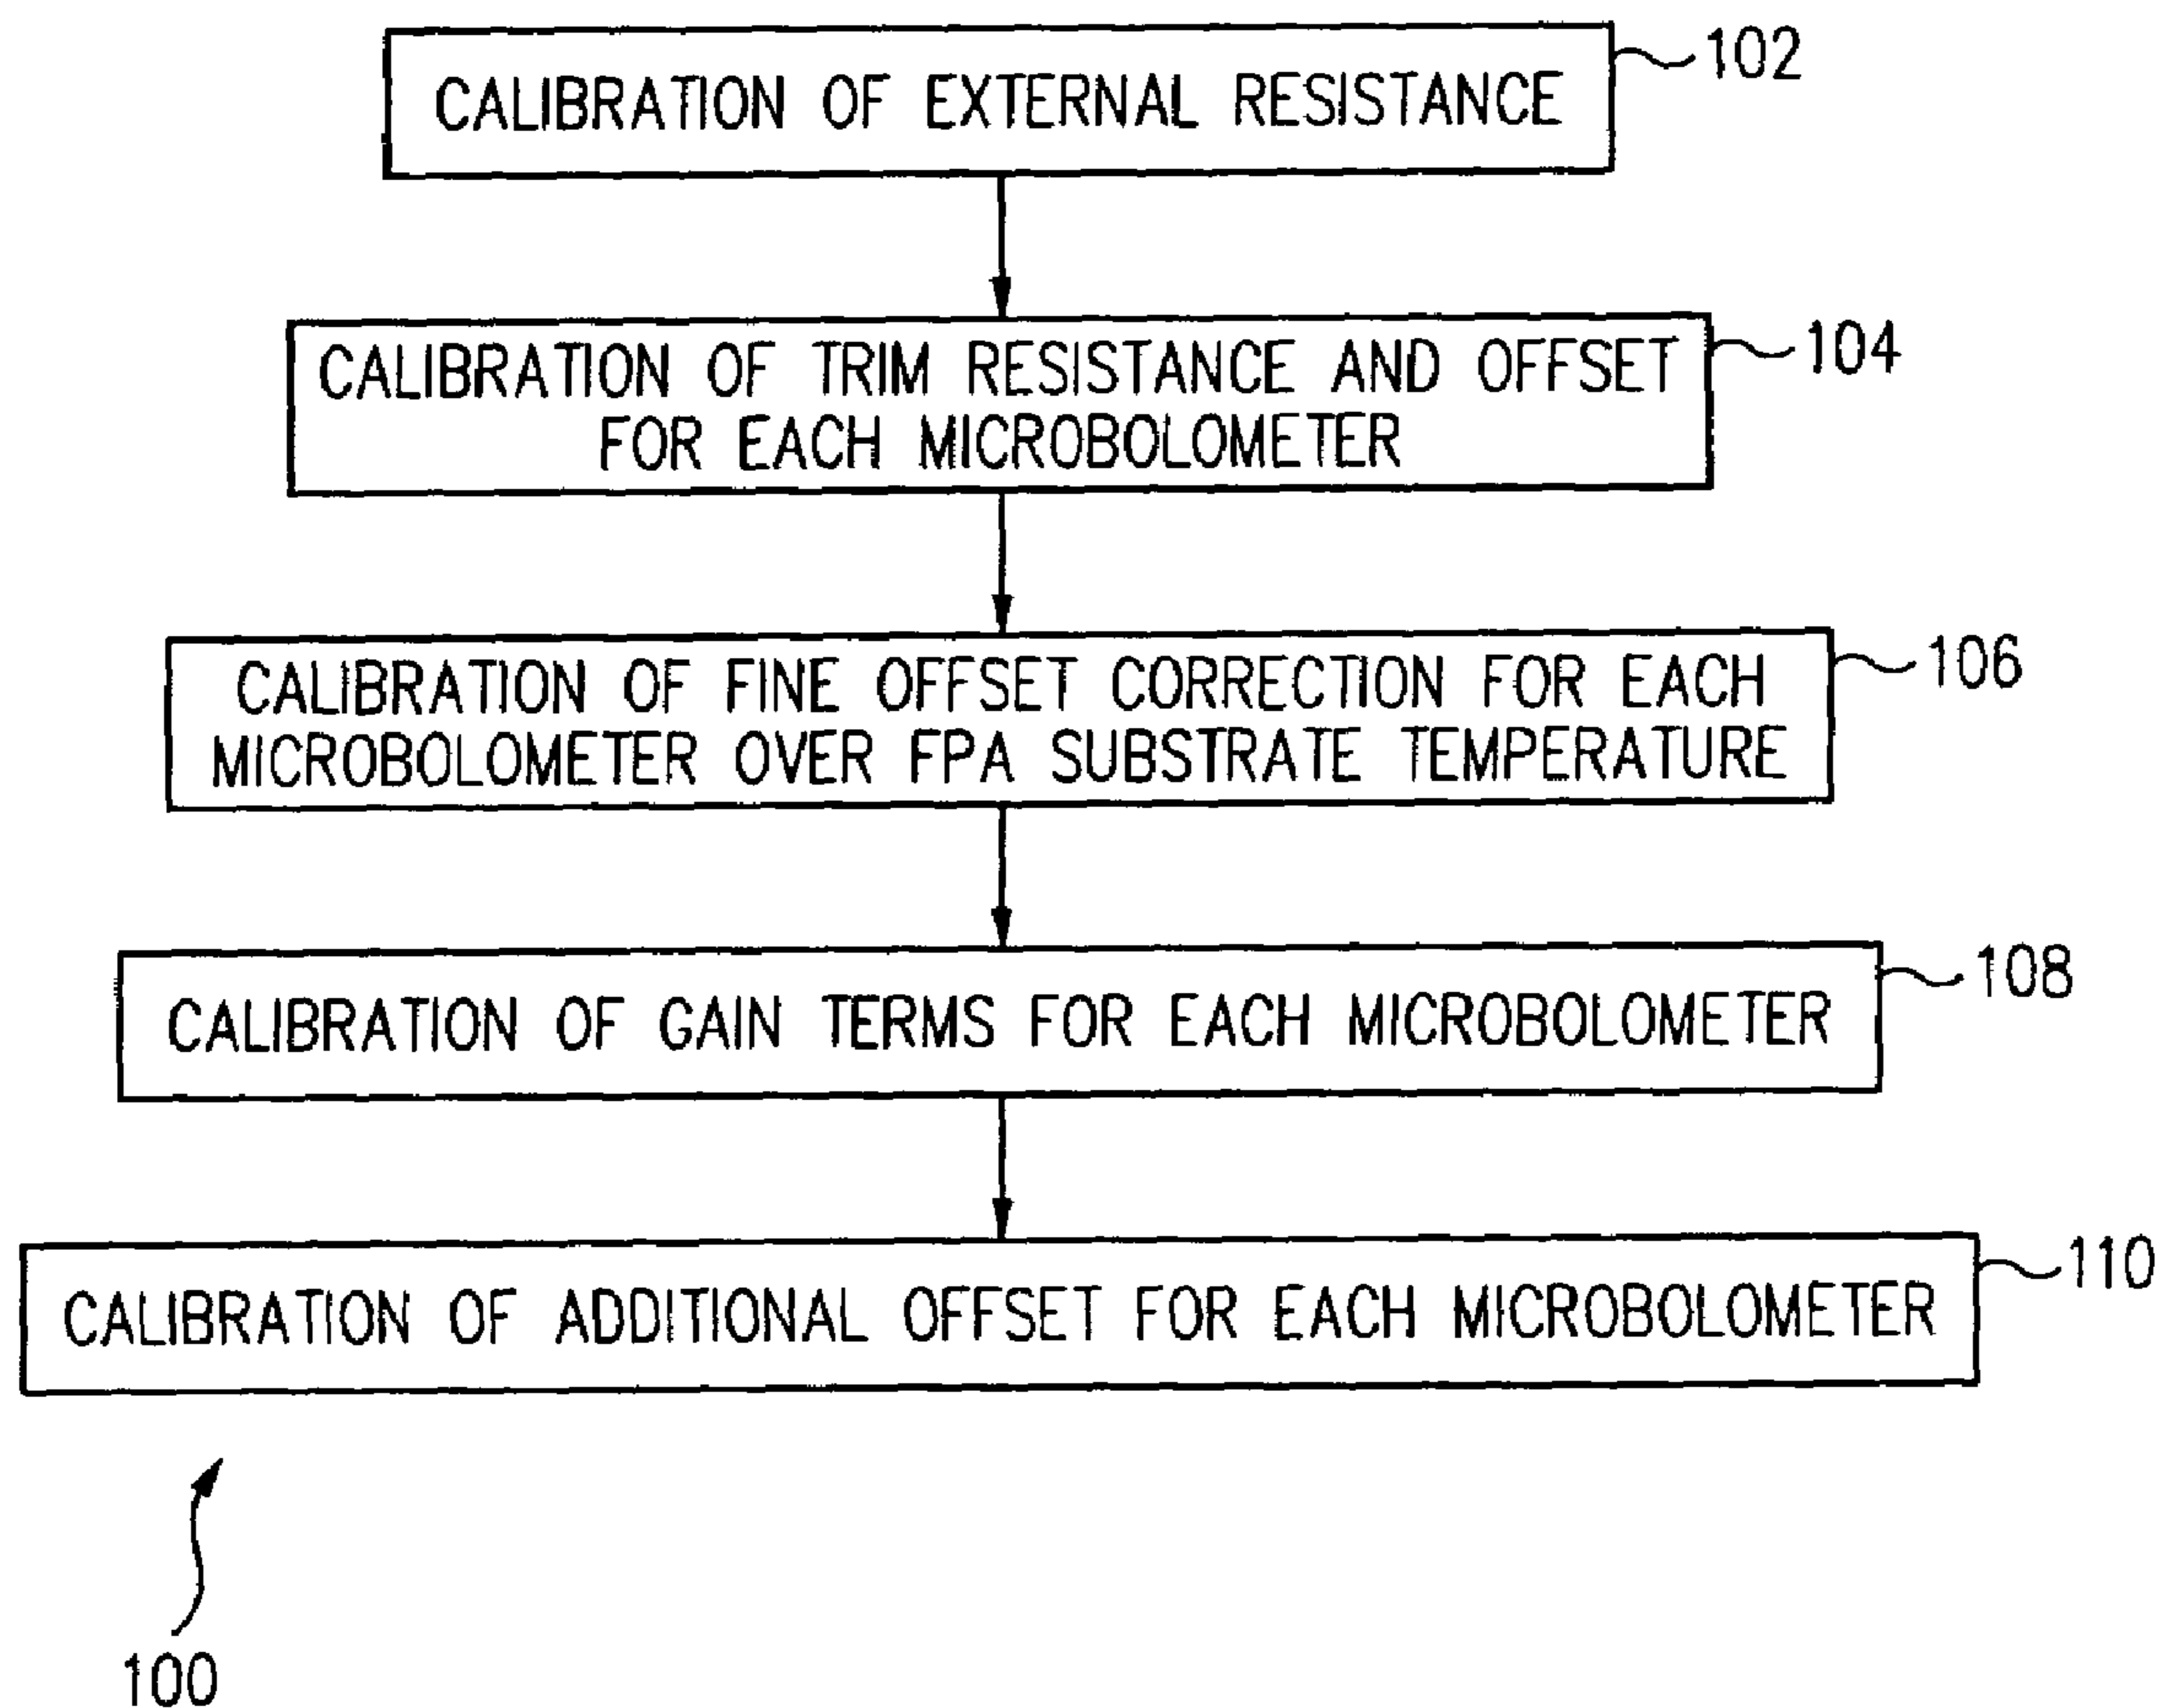 CALIBRATION OF EXTERNAL RESISTANCE
102
CALIBRATION OF TRIM RESISTANCE AND OFFSET
FOR EACH MICROBOLOMETER
104
CALIBRATION OF FINE OFFSET CORRECTION FOR EACH
MICROBOLOMETER OVER FPA SUBSTRATE TEMPERATURE
106
CALIBRATION OF GAIN TERMS FOR EACH MICROBOLOMETER
108
CALIBRATION OF ADDITIONAL OFFSET FOR EACH MICROBOLOMETER
110
100